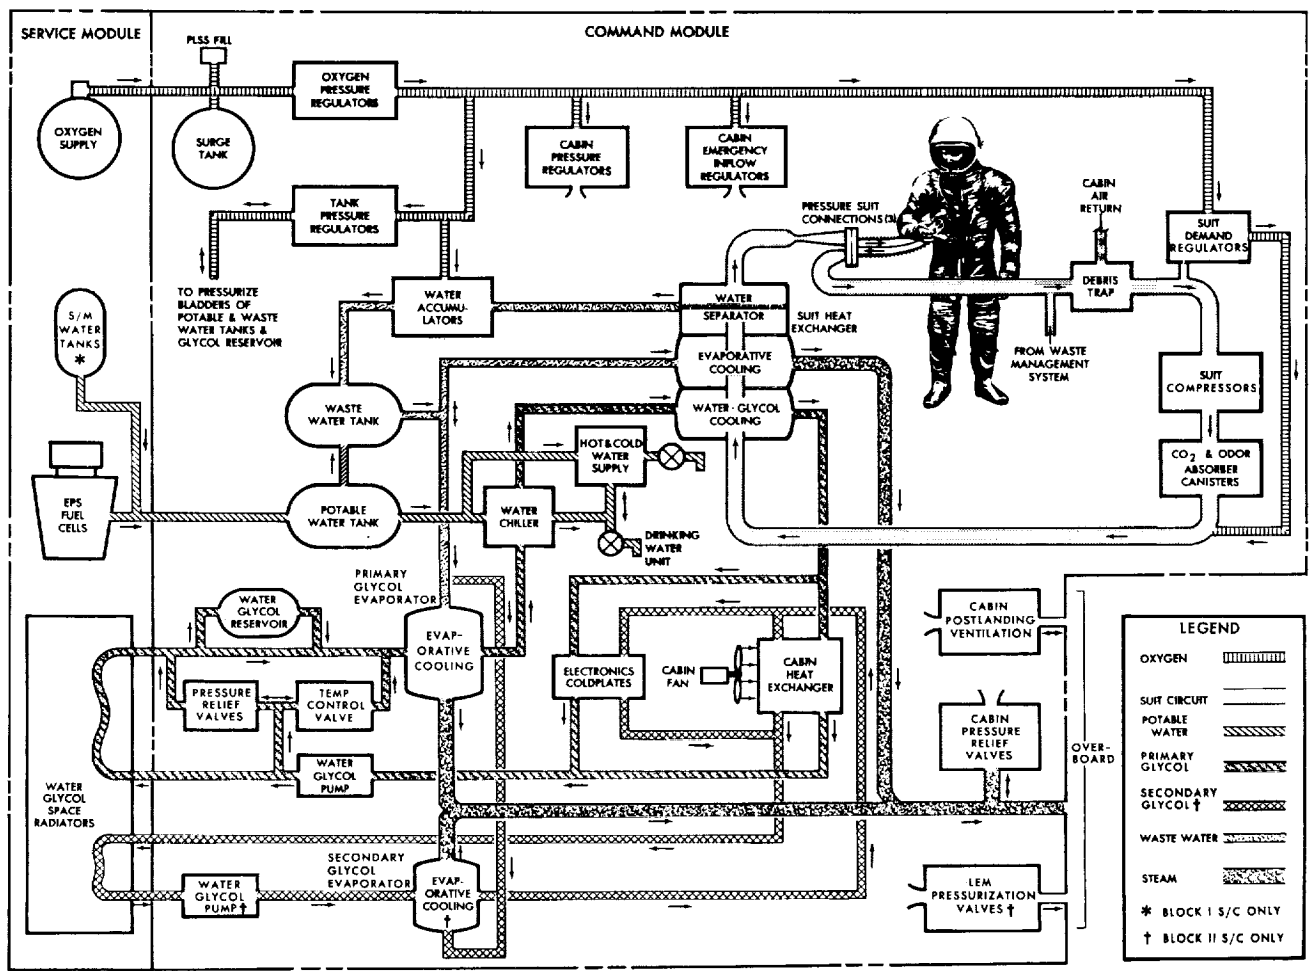 SERVICE MODULE
COMMAND MODULE
PLSS FILL
OXYGEN
SUPPLY
SURGE
TANK
OXYGEN
PRESSURE
REGULATORS
CABIN
PRESSURE
REGULATORS
CABIN
EMERGENCY
INFLOW
REGULATORS
TANK
PRESSURE
REGULATORS
PRESSURE SUIT
CONNECTIONS (3)
CABIN
AIR
RETURN
SUIT
DEMAND
REGULATORS
DEBRIS
TRAP
TO PRESSURIZE
BLADDERS OF
POTABLE & WASTE
WATER TANKS &
GLYCOL RESERVOIR
WATER
ACCUMU-
LATORS
WATER
SEPARATOR
SUIT HEAT
EXCHANGER
S/M
WATER
TANKS
*
EVAPORATIVE
COOLING
FROM WASTE
MANAGEMENT
SYSTEM
SUIT
COMPRESSORS
WASTE
WATER TANK
WATER - GLYCOL
COOLING
HOT & COLD
WATER
SUPPLY
CO2 & ODOR
ABSORBER
CANISTERS
EPS
FUEL
CELLS
POTABLE
WATER TANK
WATER
CHILLER
DRINKING
WATER
UNIT
PRIMARY
GLYCOL
EVAPORATOR
WATER
GLYCOL
RESERVOIR
EVAP-
ORATIVE
COOLING
ELECTRONICS
COLDPLATES
CABIN
FAN
CABIN
HEAT
EXCHANGER
CABIN
POSTLANDING
VENTILATION
PRESSURE
RELIEF
VALVES
TEMP
CONTROL
VALVE
CABIN
PRESSURE
RELIEF
VALVES
OVER-
BOARD
WATER
GLYCOL
PUMP
WATER
GLYCOL
SPACE
RADIATORS
SECONDARY
GLYCOL
EVAPORATOR
WATER
GLYCOL
PUMP †
EVAP-
ORATIVE
COOLING
†
LEM
PRESSURIZATION
VALVES †
LEGEND
OXYGEN
SUIT CIRCUIT
POTABLE
WATER
PRIMARY
GLYCOL
SECONDARY
GLYCOL †
WASTE WATER
STEAM
* BLOCK I S/C ONLY
† BLOCK II S/C ONLY